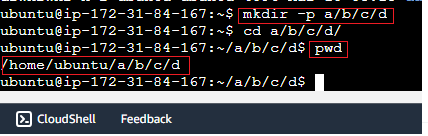 ubuntu@ip-172-31-84-167:~$ mkdir -p a/b/c/d
ubuntu@ip-172-31-84-167:~$ cd a/b/c/d/
ubuntu@ip-172-31-84-167:~/a/b/c/d$ pwd
/home/ubuntu/a/b/c/d
ubuntu@ip-172-31-84-167:~/a/b/c/d$
CloudShell Feedback